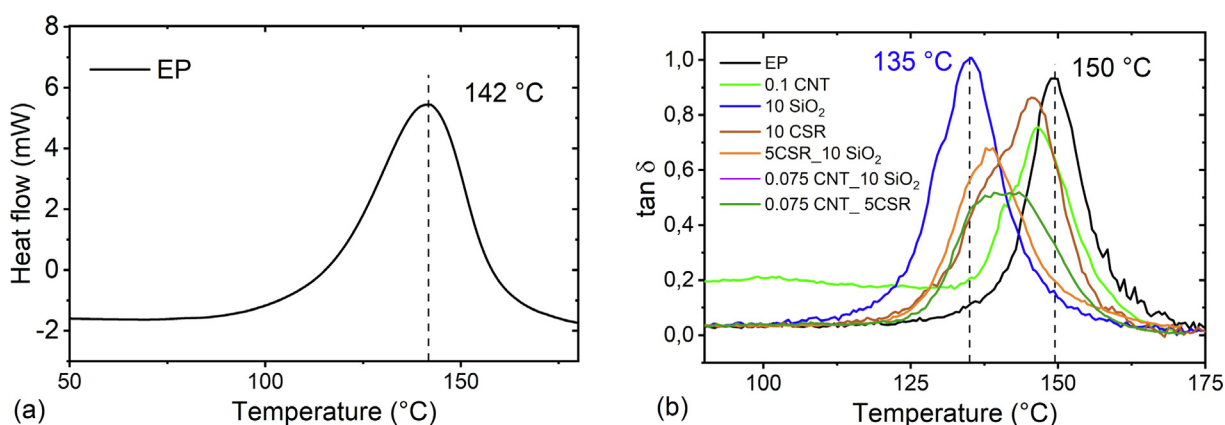 8
6
4
2
0
-2
Heat flow (mW)
EP
142 °C
50
100
150
Temperature (°C)
(a)
1,0
0,8
0,6
0,4
0,2
0,0
tan δ
EP
0.1 CNT
10 SiO₂
10 CSR
5CSR_10 SiO₂
0.075 CNT_10 SiO₂
0.075 CNT_ 5CSR
135 °C
150 °C
100
125
150
175
Temperature (°C)
(b)